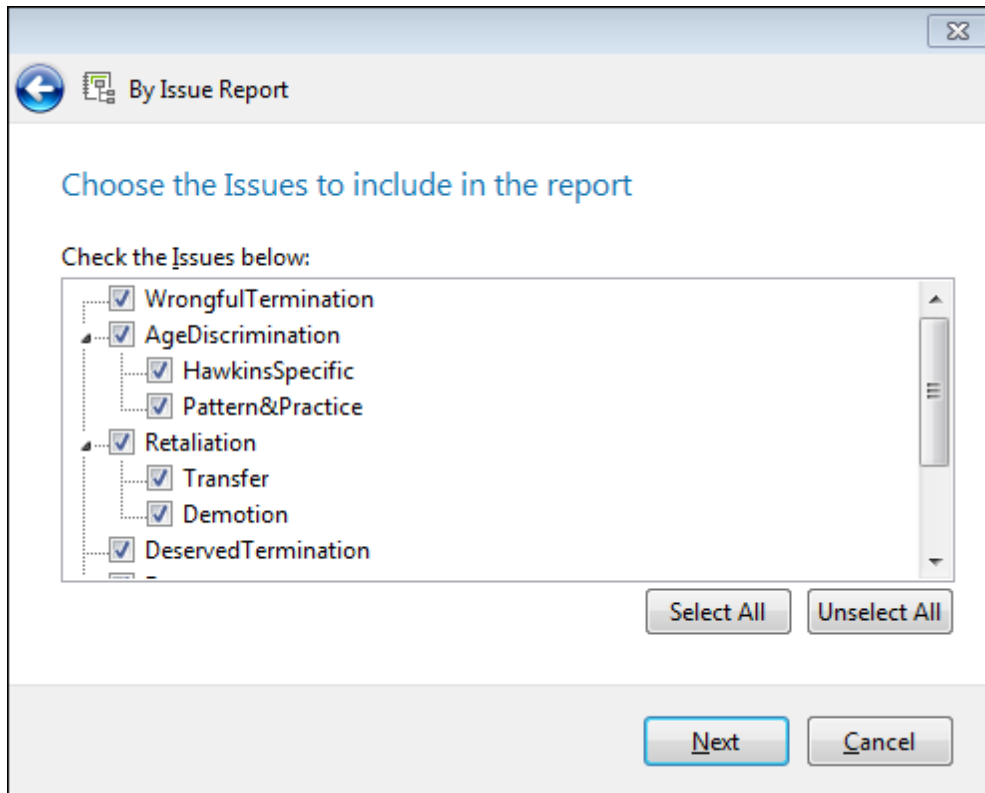 By Issue Report
Choose the Issues to include in the report
Check the Issues below:
WrongfulTermination
AgeDiscrimination
HawkinsSpecific
Pattern&Practice
Retaliation
Transfer
Demotion
DeservedTermination
Select All Unselect All
Next Cancel